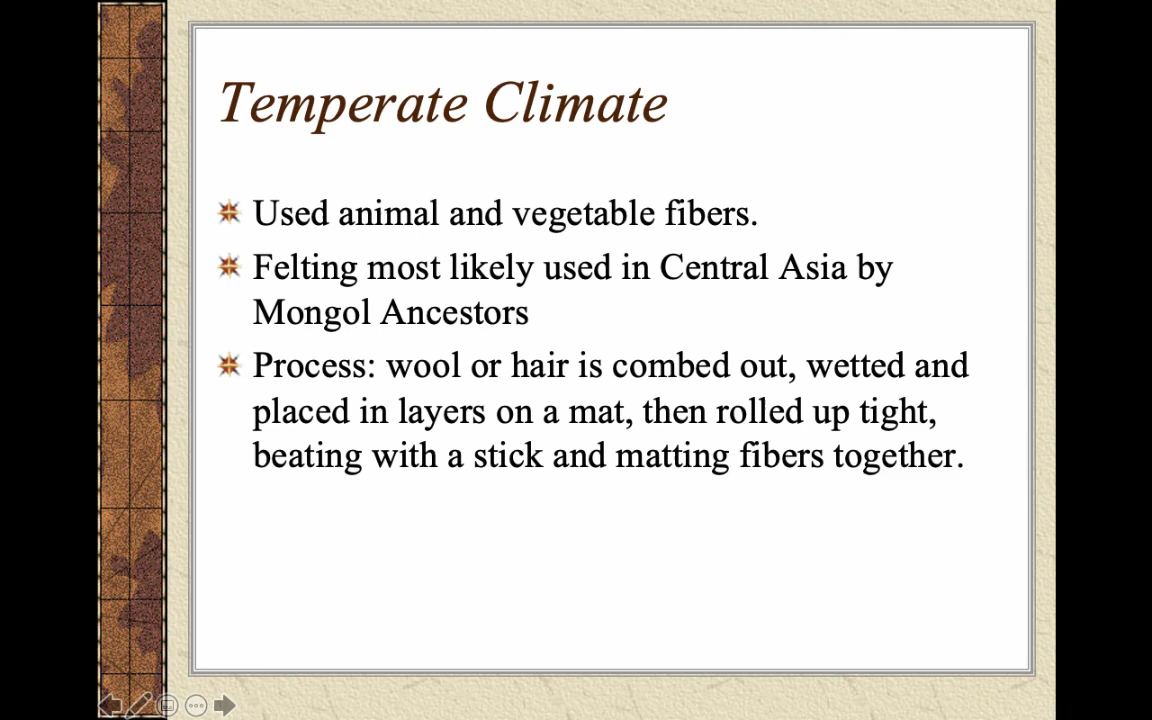 Temperate Climate
Used animal and vegetable fibers.
Felting most likely used in Central Asia by
Mongol Ancestors
Process: wool or hair is combed out, wetted and
placed in layers on a mat, then rolled up tight,
beating with a stick and matting fibers together.